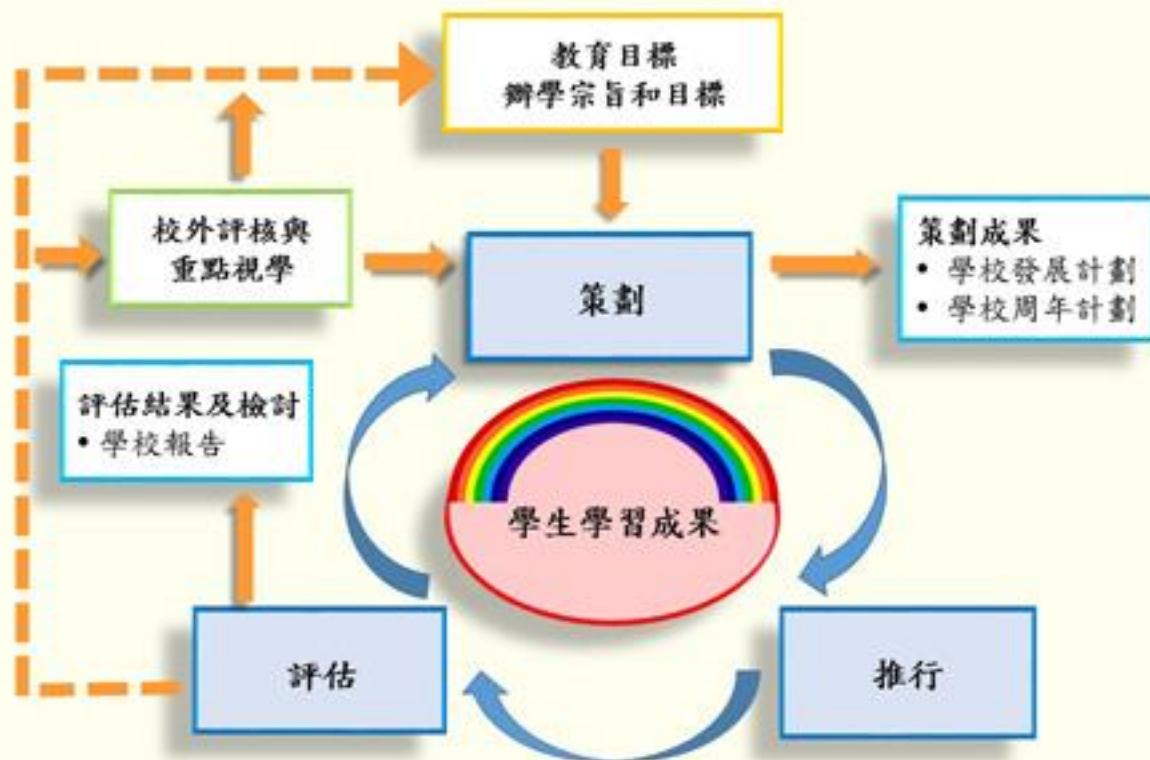 教育目標
辦學宗旨和目標
校外評核與
重點視學
策劃
策劃成果
• 學校發展計劃
• 學校周年計劃
評估結果及檢討
• 學校報告
學生學習成果
評估
推行